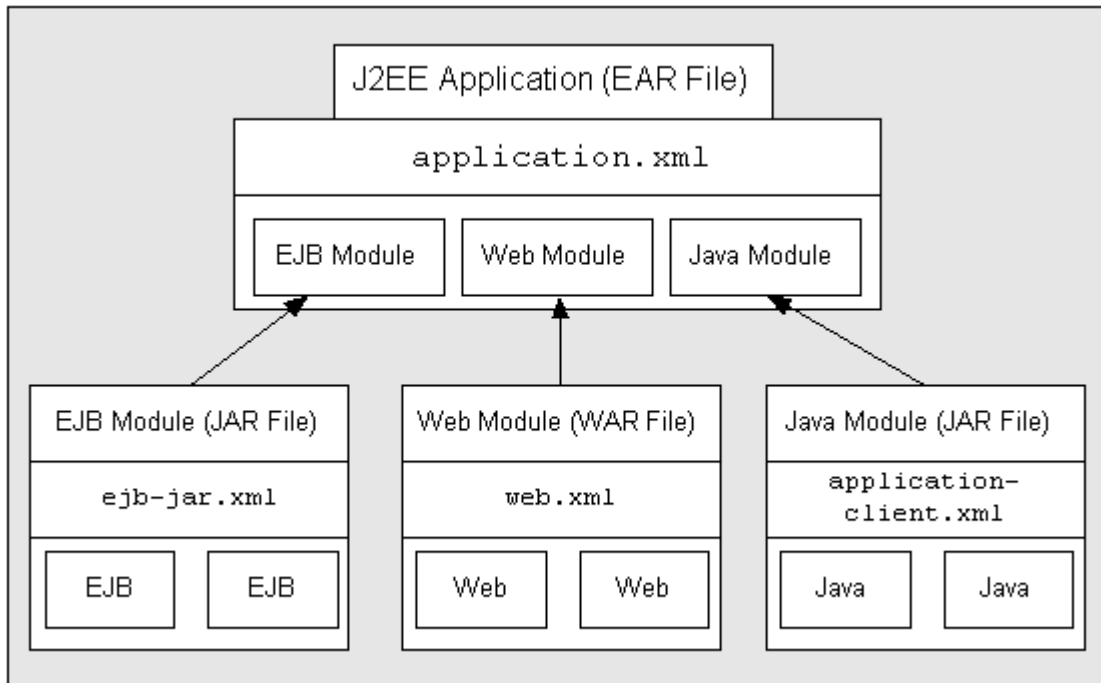 J2EE Application (EAR File)
application.xml
EJB Module
Web Module
Java Module
EJB Module (JAR File)
ejb-jar.xml
EJB
EJB
Web Module (WAR File)
web.xml
Web
Web
Java Module (JAR File)
application-
client.xml
Java
Java